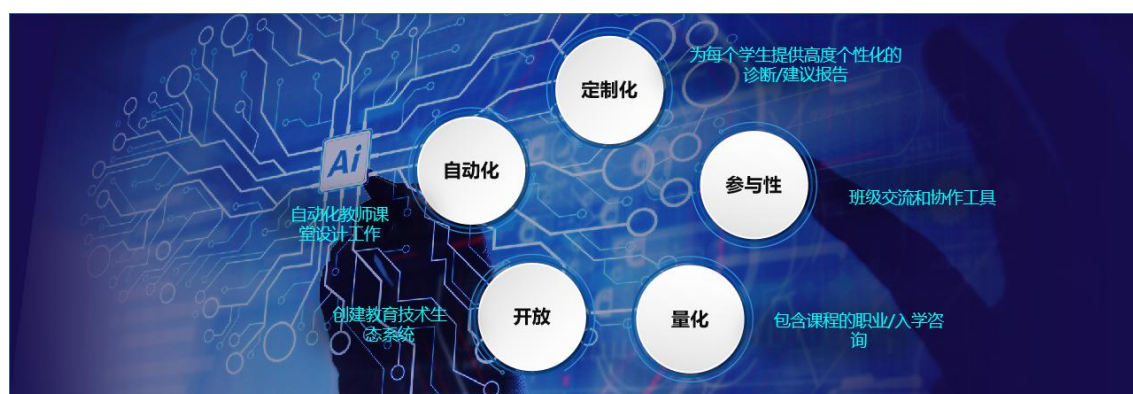 定制化
为每个学生提供高度个性化的
诊断/建议报告
自动化
Ai
自动化教师课
堂设计工作
参与性
班级交流和协作工具
开放
创建教育技术生
态系统
量化
包含课程的职业/入学咨
询